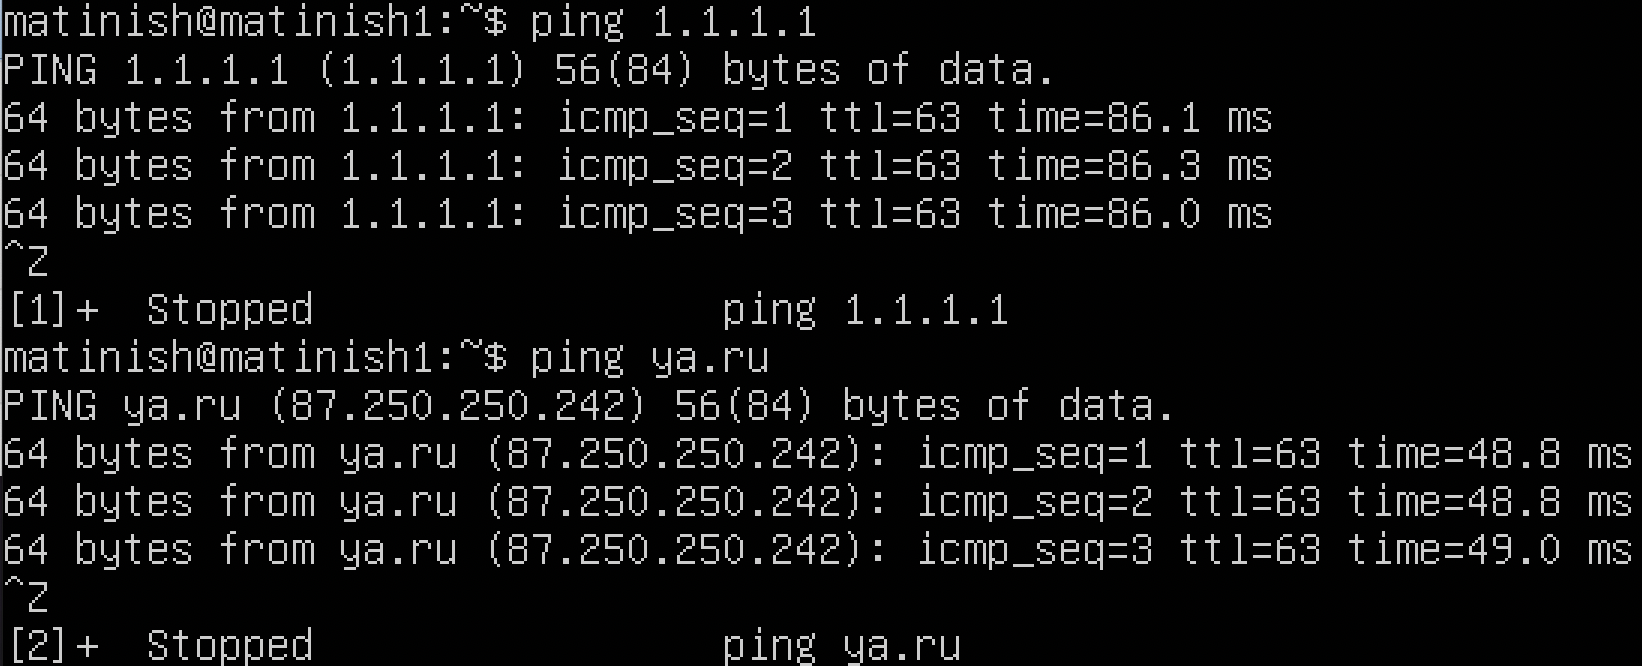 matinish@matinish1:~$ ping 1.1.1.1
PING 1.1.1.1 (1.1.1.1) 56(84) bytes of data.
64 bytes from 1.1.1.1: icmp_seq=1 ttl=63 time=86.1 ms
64 bytes from 1.1.1.1: icmp_seq=2 ttl=63 time=86.3 ms
64 bytes from 1.1.1.1: icmp_seq=3 ttl=63 time=86.0 ms
^Z
[1]+  Stopped                 ping 1.1.1.1
matinish@matinish1:~$ ping ya.ru
PING ya.ru (87.250.250.242) 56(84) bytes of data.
64 bytes from ya.ru (87.250.250.242): icmp_seq=1 ttl=63 time=48.8 ms
64 bytes from ya.ru (87.250.250.242): icmp_seq=2 ttl=63 time=48.8 ms
64 bytes from ya.ru (87.250.250.242): icmp_seq=3 ttl=63 time=49.0 ms
^Z
[2]+  Stopped                 ping ya.ru